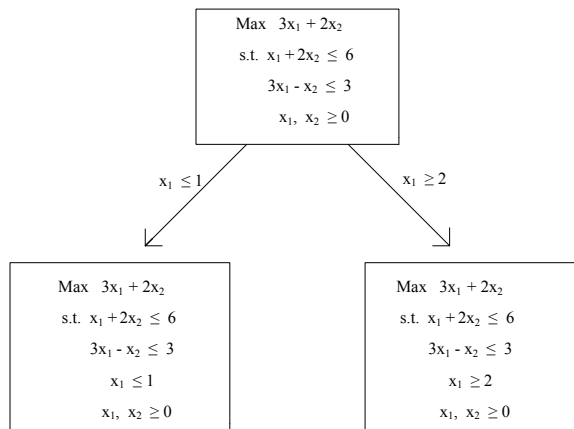 Max 3x₁ + 2x₂
s.t. x₁ + 2x₂ ≤ 6
3x₁ - x₂ ≤ 3
x₁, x₂ ≥ 0
x₁ ≤ 1
x₁ ≥ 2
Max 3x₁ + 2x₂
s.t. x₁ + 2x₂ ≤ 6
3x₁ - x₂ ≤ 3
x₁ ≤ 1
x₁, x₂ ≥ 0
Max 3x₁ + 2x₂
s.t. x₁ + 2x₂ ≤ 6
3x₁ - x₂ ≤ 3
x₁ ≥ 2
x₁, x₂ ≥ 0